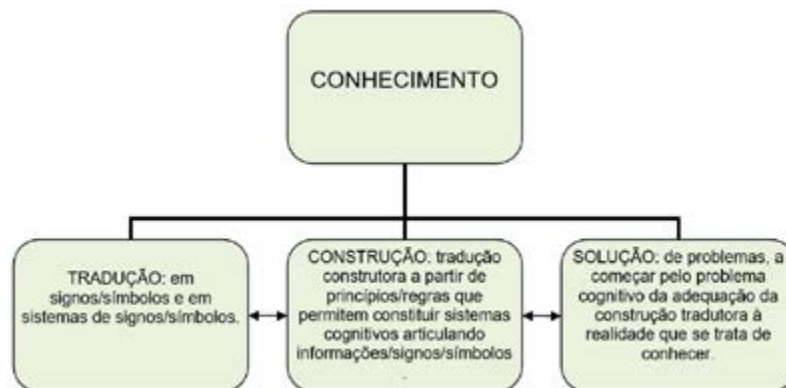 CONHECIMENTO
TRADUÇÃO: em
signos/símbolos e em
sistemas de signos/símbolos.
CONSTRUÇÃO: tradução
construtora a partir de
princípios/regras que
permitem constituir sistemas
cognitivos articulando
informações/signos/símbolos
.
SOLUÇÃO: de problemas, a
começar pelo problema
cognitivo da adequação da
construção tradutora à
realidade que se trata de
conhecer.